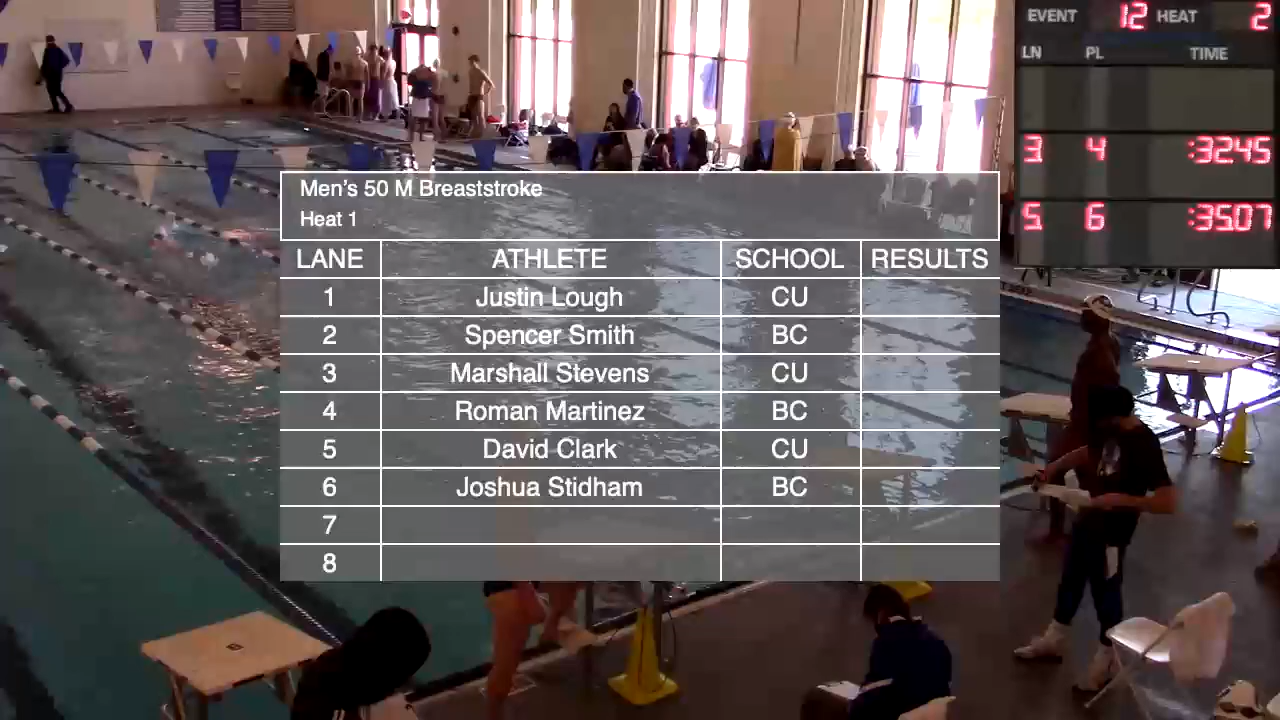 EVENT 12 HEAT 2
LN PL TIME
3 4 :3245
5 6 :3507
Men's 50 M Breaststroke
Heat 1
LANE ATHLETE SCHOOL RESULTS
1 Justin Lough CU
2 Spencer Smith BC
3 Marshall Stevens CU
4 Roman Martinez BC
5 David Clark CU
6 Joshua Stidham BC
7
8